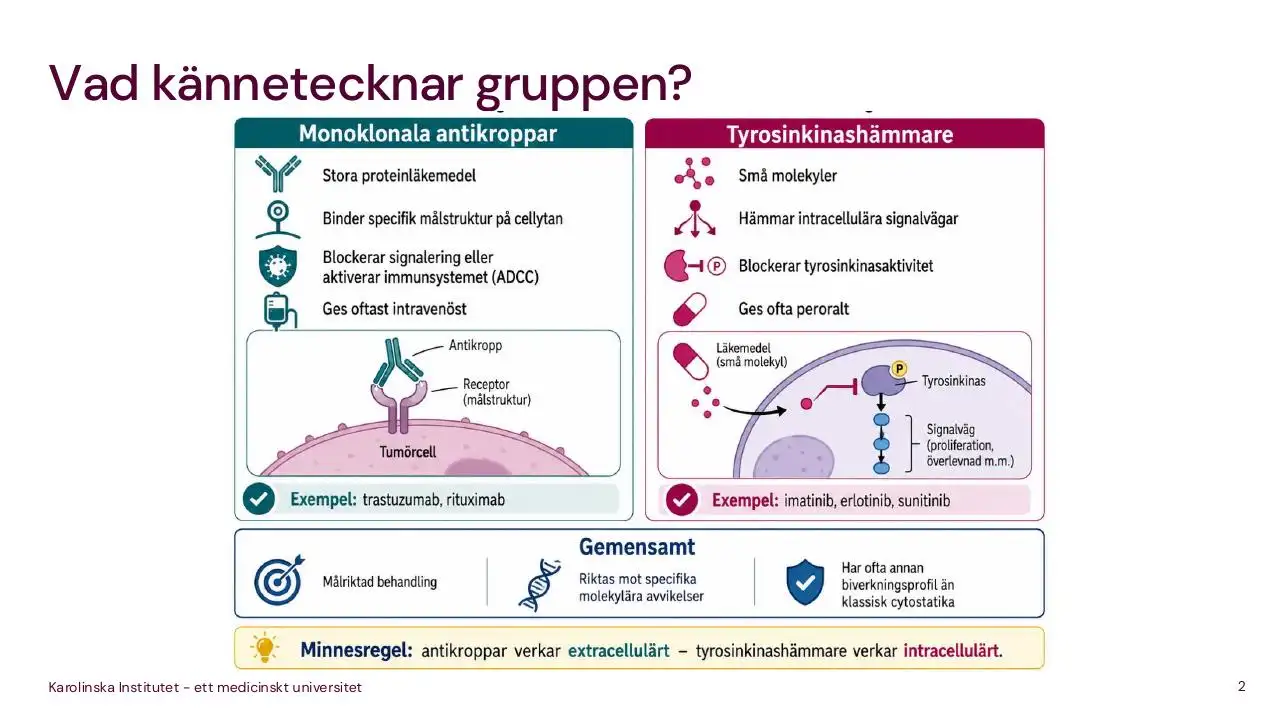 Vad kännetecknar gruppen?
Monoklonala antikroppar
Stora proteinläkemedel
Binder specifik målstruktur på cellytan
Blockerar signalering eller
aktiverar immunsystemet (ADCC)
Ges oftast intravenöst
Antikropp
Receptor
(målstruktur)
Tumörcell
Exempel: trastuzumab, rituximab
Tyrosinkinashämmare
Små molekyler
Hämmar intracellulära signalvägar
P
Blockerar tyrosinkinasaktivitet
Ges ofta peroralt
Läkemedel
(små molekyl)
P
Tyrosinkinas
Signalväg
(proliferation,
överlevnad m.m.)
Exempel: imatinib, erlotinib, sunitinib
Gemensamt
Målriktad behandling
Riktas mot specifika
molekylära avvikelser
Har ofta annan
biverkningsprofil än
klassisk cytostatika
Minnesregel: antikroppar verkar extracellulärt – tyrosinkinashämmare verkar intracellulärt.
Karolinska Institutet - ett medicinskt universitet
2